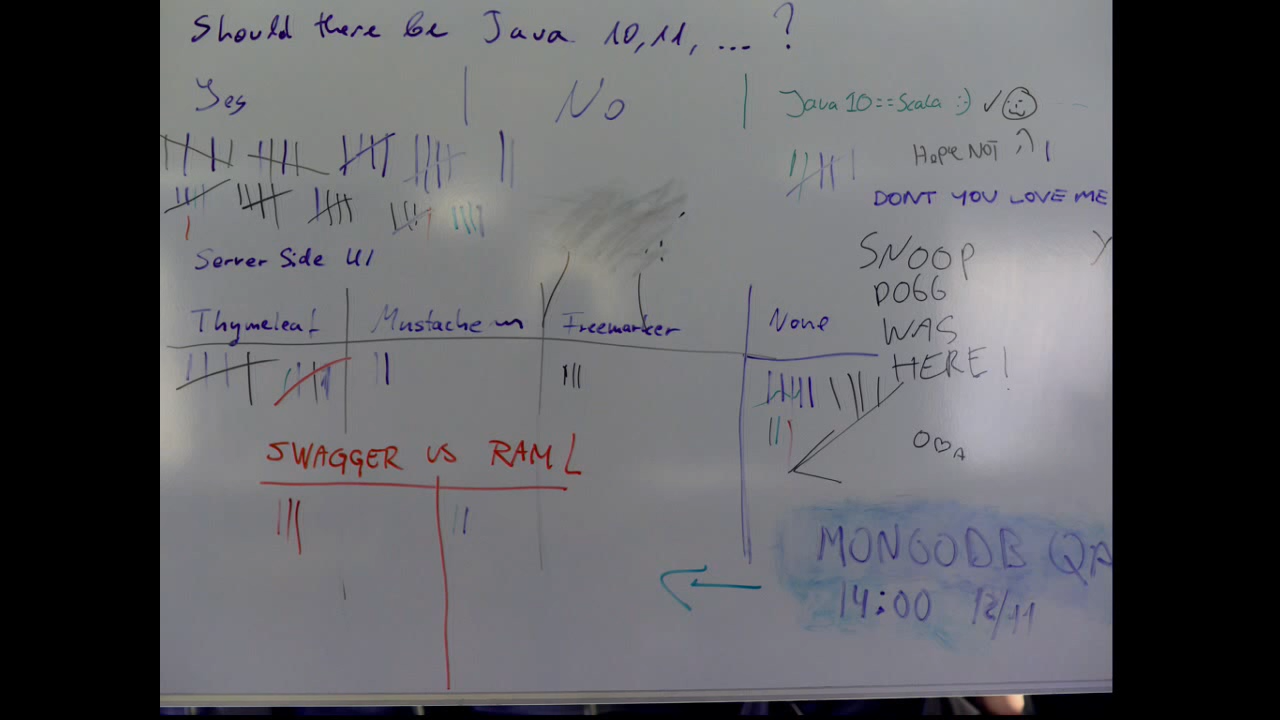 Should there be Java 10, 11, ... ?
Yes | No | Java 10 == Scala :) ✓
Hope NOT
DONT YOU LOVE ME
SNOOP
DOGG
WAS
HERE !
Server Side UI
Thymeleaf Mustache Freemarker None
SWAGGER vs RAML
MONGODB QA
14:00 12/11